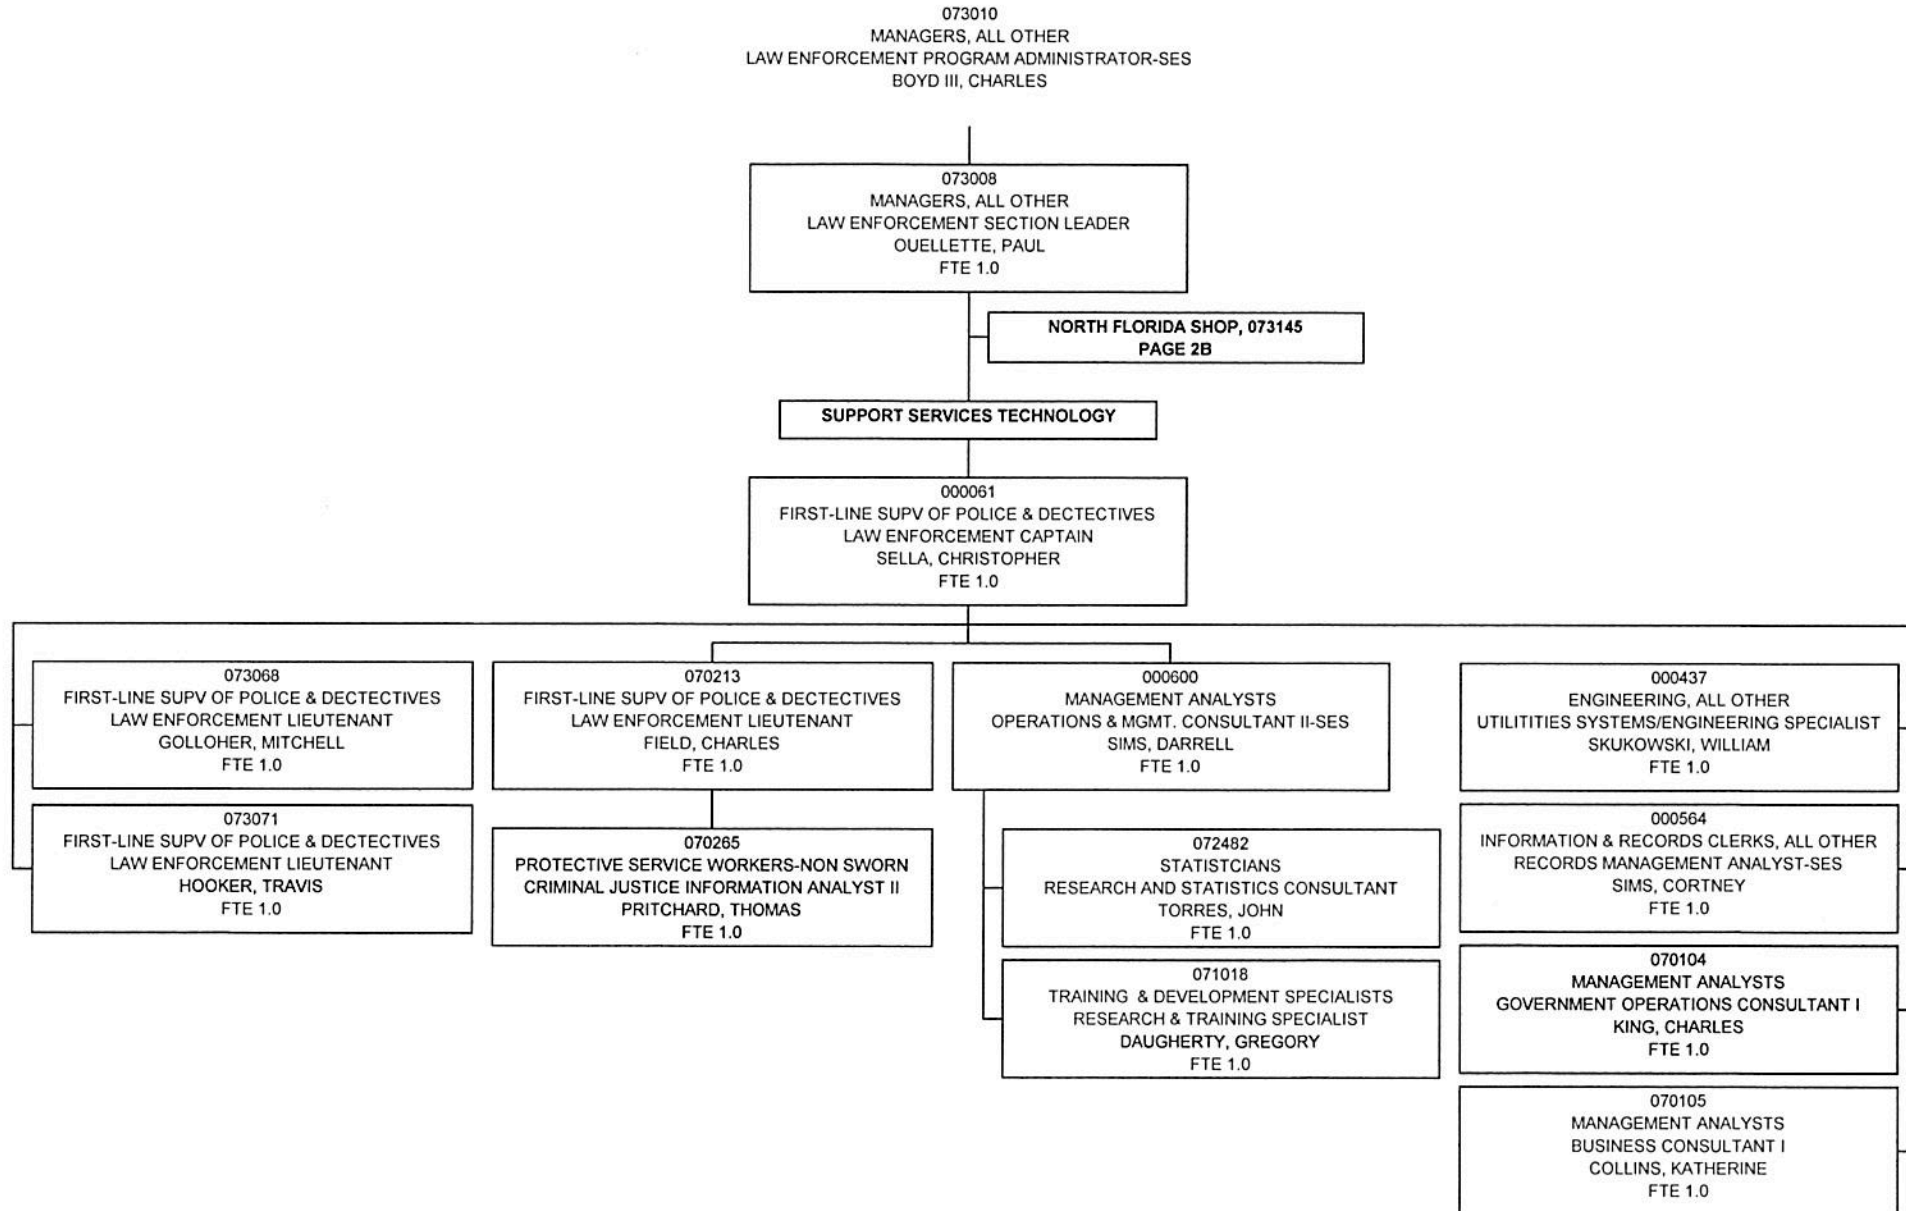 073010
MANAGERS, ALL OTHER
LAW ENFORCEMENT PROGRAM ADMINISTRATOR-SES
BOYD III, CHARLES
073008
MANAGERS, ALL OTHER
LAW ENFORCEMENT SECTION LEADER
OUELLETTE, PAUL
FTE 1.0
NORTH FLORIDA SHOP, 073145
PAGE 2B
SUPPORT SERVICES TECHNOLOGY
000061
FIRST-LINE SUPV OF POLICE & DECTECTIVES
LAW ENFORCEMENT CAPTAIN
SELLA, CHRISTOPHER
FTE 1.0
073068
FIRST-LINE SUPV OF POLICE & DECTECTIVES
LAW ENFORCEMENT LIEUTENANT
GOLLOHER, MITCHELL
FTE 1.0
073071
FIRST-LINE SUPV OF POLICE & DECTECTIVES
LAW ENFORCEMENT LIEUTENANT
HOOKER, TRAVIS
FTE 1.0
070213
FIRST-LINE SUPV OF POLICE & DECTECTIVES
LAW ENFORCEMENT LIEUTENANT
FIELD, CHARLES
FTE 1.0
070265
PROTECTIVE SERVICE WORKERS-NON SWORN
CRIMINAL JUSTICE INFORMATION ANALYST II
PRITCHARD, THOMAS
FTE 1.0
000600
MANAGEMENT ANALYSTS
OPERATIONS & MGMT. CONSULTANT II-SES
SIMS, DARRELL
FTE 1.0
072482
STATISTCIANS
RESEARCH AND STATISTICS CONSULTANT
TORRES, JOHN
FTE 1.0
071018
TRAINING & DEVELOPMENT SPECIALISTS
RESEARCH & TRAINING SPECIALIST
DAUGHERTY, GREGORY
FTE 1.0
000437
ENGINEERING, ALL OTHER
UTILITITIES SYSTEMS/ENGINEERING SPECIALIST
SKUKOWSKI, WILLIAM
FTE 1.0
000564
INFORMATION & RECORDS CLERKS, ALL OTHER
RECORDS MANAGEMENT ANALYST-SES
SIMS, CORTNEY
FTE 1.0
070104
MANAGEMENT ANALYSTS
GOVERNMENT OPERATIONS CONSULTANT I
KING, CHARLES
FTE 1.0
070105
MANAGEMENT ANALYSTS
BUSINESS CONSULTANT I
COLLINS, KATHERINE
FTE 1.0